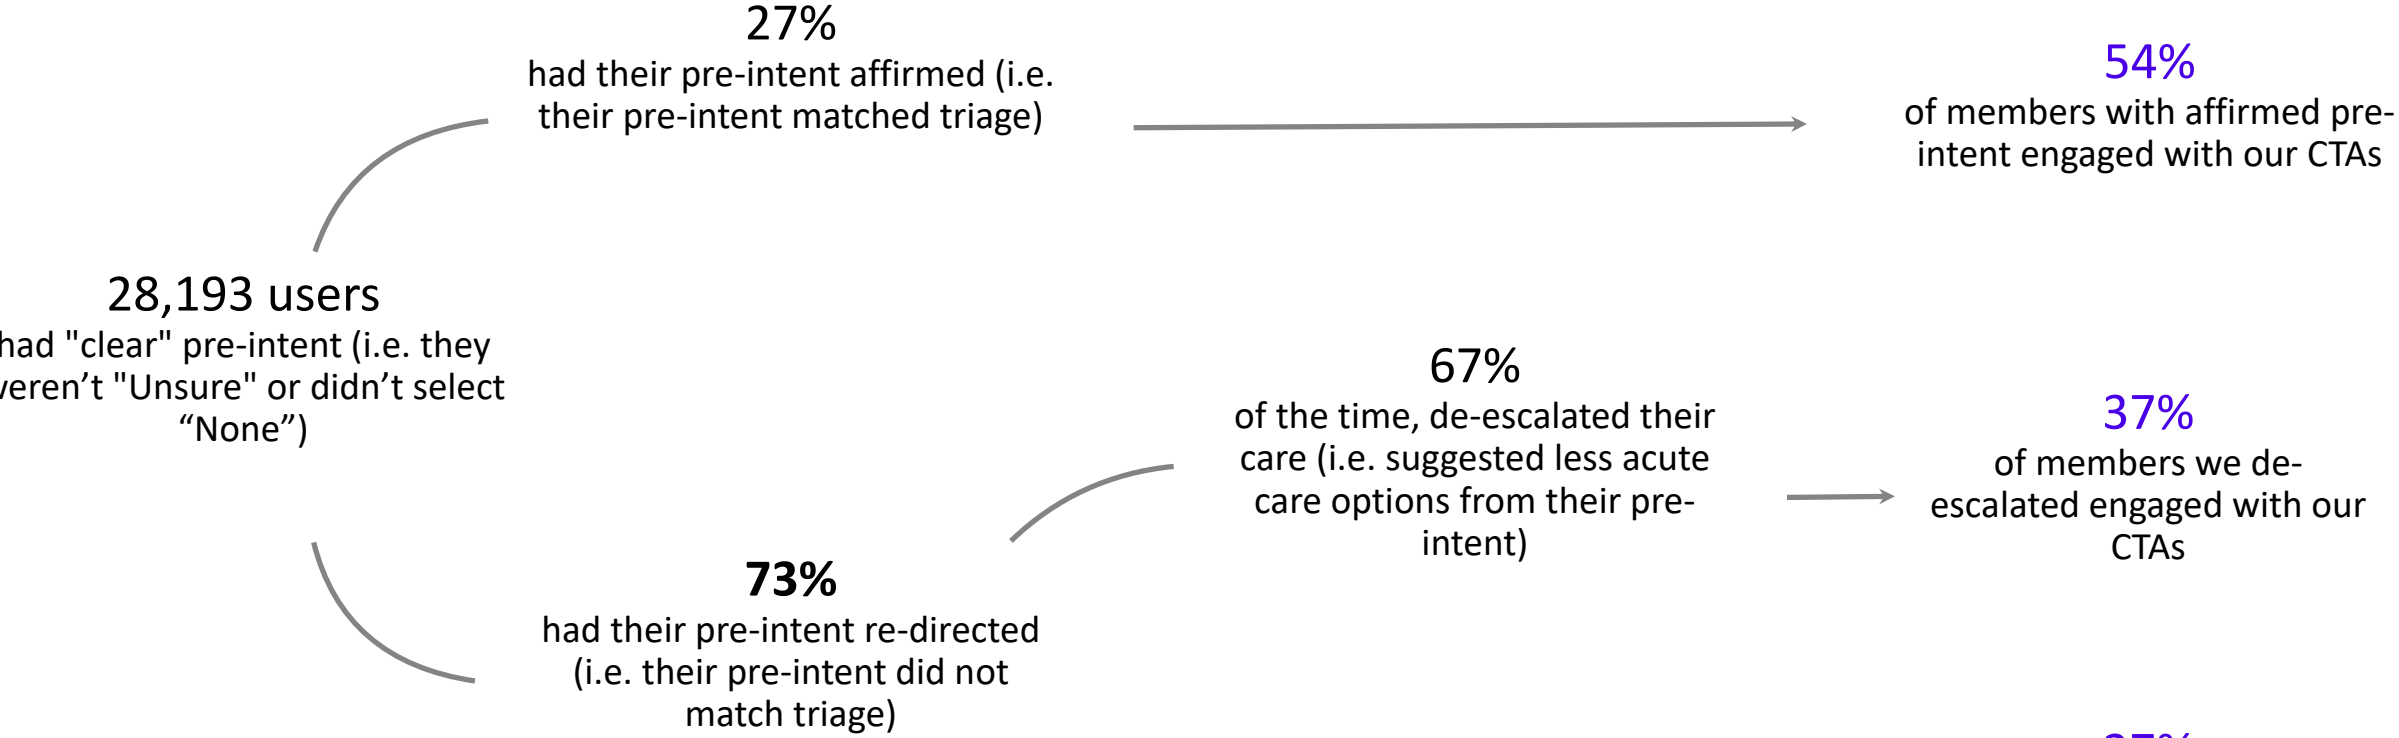 27%
had their pre-intent affirmed (i.e.
their pre-intent matched triage)
54%
of members with affirmed pre-
intent engaged with our CTAs
28,193 users
had "clear" pre-intent (i.e. they
weren’t "Unsure" or didn’t select
“None”)
67%
of the time, de-escalated their
care (i.e. suggested less acute
care options from their pre-
intent)
37%
of members we de-
escalated engaged with our
CTAs
73%
had their pre-intent re-directed
(i.e. their pre-intent did not
match triage)